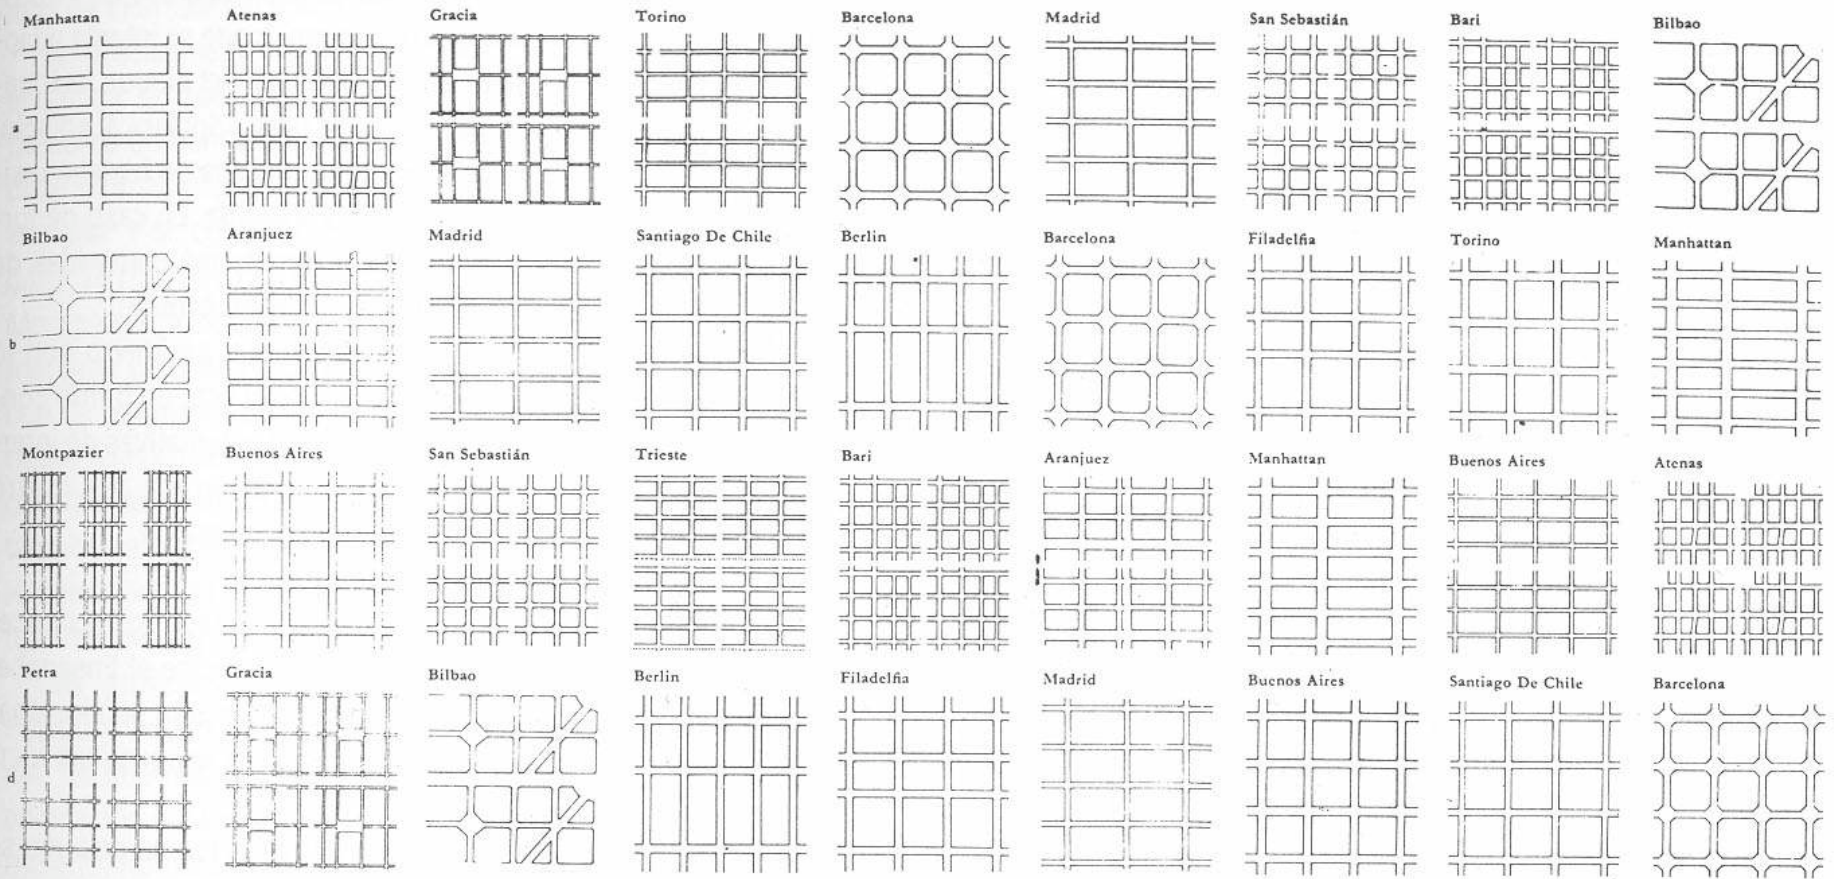 Manhattan Atenas Gracia Torino Barcelona Madrid San Sebastián Bari Bilbao
a
Bilbao Aranjuez Madrid Santiago De Chile Berlin Barcelona Filadelfia Torino Manhattan
b
Montpazier Buenos Aires San Sebastián Trieste Bari Aranjuez Manhattan Buenos Aires Atenas
Petra Gracia Bilbao Berlin Filadelfia Madrid Buenos Aires Santiago De Chile Barcelona
d